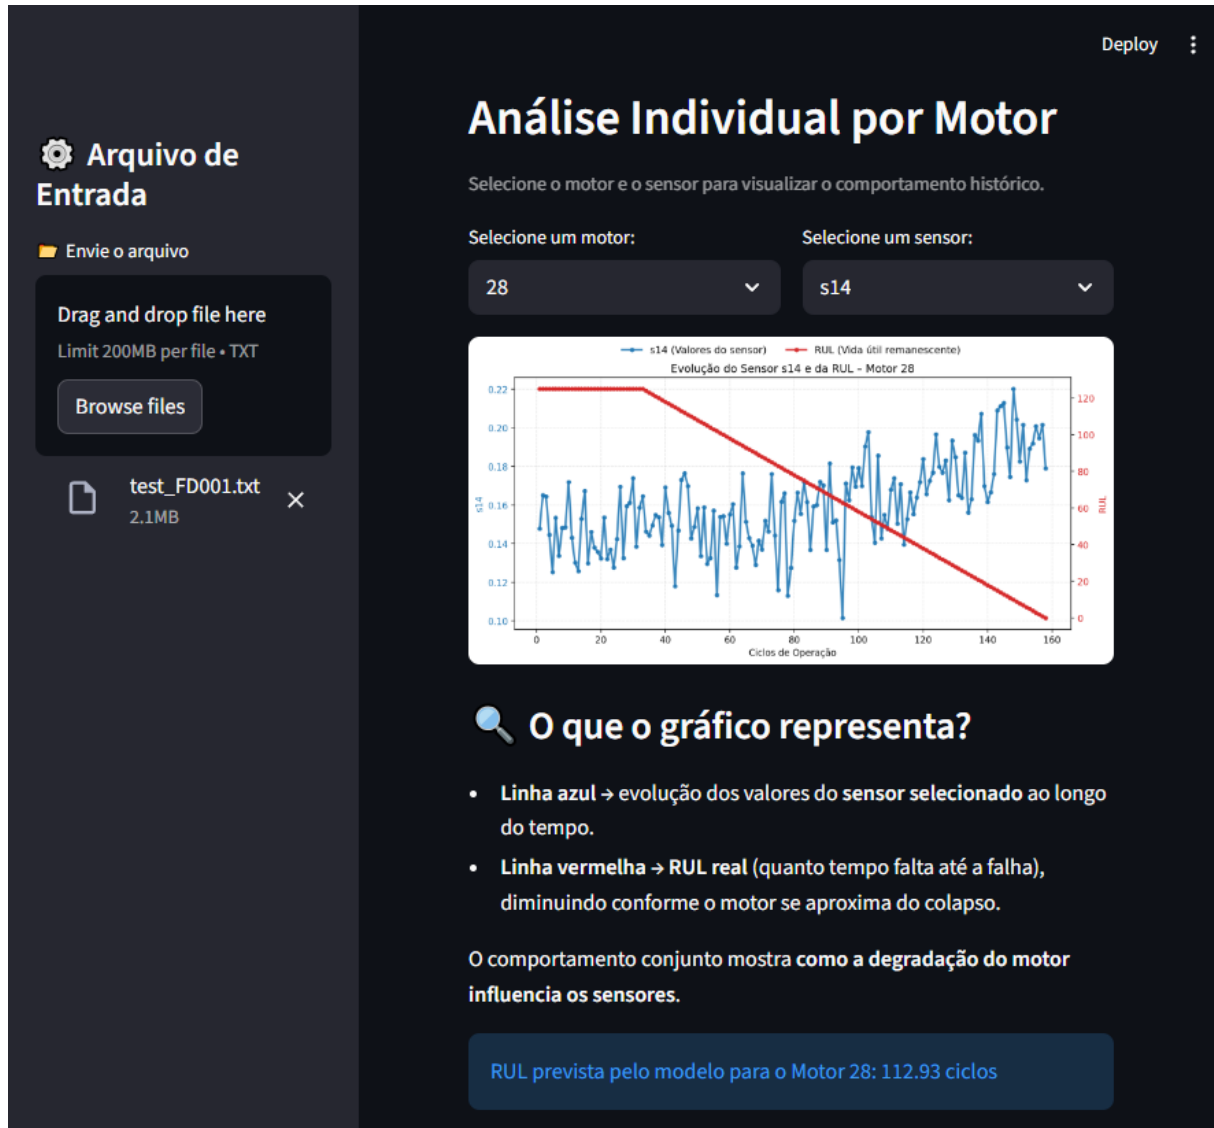 Deploy
⚙ Arquivo de
Entrada
📂 Envie o arquivo
Drag and drop file here
Limit 200MB per file • TXT
Browse files
test_FD001.txt
2.1MB
Análise Individual por Motor
Selecione o motor e o sensor para visualizar o comportamento histórico.
Selecione um motor:
28
Selecione um sensor:
s14
s14 (Valores do sensor) RUL (Vida útil remanescente)
Evolução do Sensor s14 e da RUL – Motor 28
0.22
0.20
0.18
0.16
0.14
0.12
0.10
s14
120
100
80
60
40
20
0
RUL
0 20 40 60 80 100 120 140 160
Ciclos de Operação
🔍 O que o gráfico representa?
• Linha azul → evolução dos valores do sensor selecionado ao longo
do tempo.
• Linha vermelha → RUL real (quanto tempo falta até a falha),
diminuindo conforme o motor se aproxima do colapso.
O comportamento conjunto mostra como a degradação do motor
influencia os sensores.
RUL prevista pelo modelo para o Motor 28: 112.93 ciclos